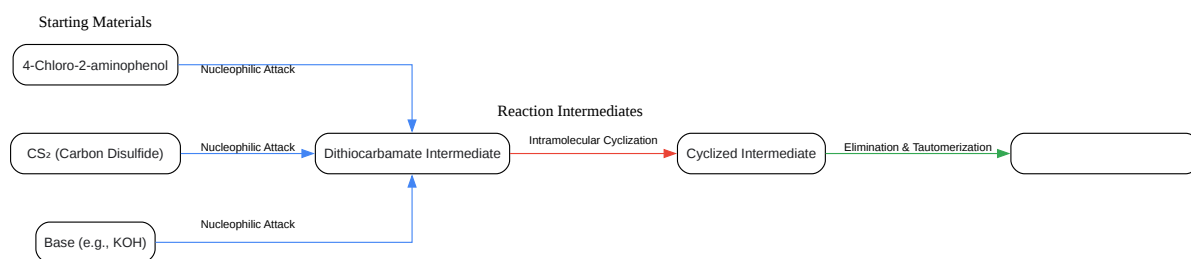 Starting Materials
4-Chloro-2-aminophenol
Nucleophilic Attack
Reaction Intermediates
CS₂ (Carbon Disulfide)
Nucleophilic Attack
Dithiocarbamate Intermediate
Intramolecular Cyclization
Cyclized Intermediate
Elimination & Tautomerization
Nucleophilic Attack
Base (e.g., KOH)